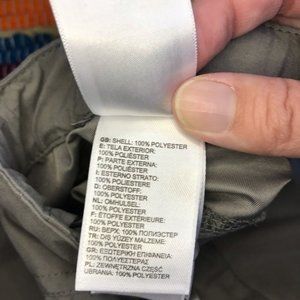 GB: SHELL: 100% POLYESTER
E: TELA EXTERIOR:
100% POLIÉSTER
P: PARTE EXTERNA:
100% POLIÉSTER
I: ESTERNO STRATO:
100% POLIESTERE
D: OBERSTOFF:
100% POLYESTER
NL: OMHULSEL:
100% POLYESTER
F: ÉTOFFE EXTÉRIEURE:
100% POLYESTER
RU: ВЕРХ: 100% ПОЛИЭСТЕР
TR: DIŞ YÜZEY MALZEME:
100% POLYESTER
GR: ΕΞΩΤΕΡΙΚΗ ΕΠΙΦΑΝΕΙΑ:
100% ΠΟΛΥΕΣΤΕΡΑΣ
PL: ZEWNĘTRZNA CZĘŚĆ
UBRANIA: 100% POLYESTER